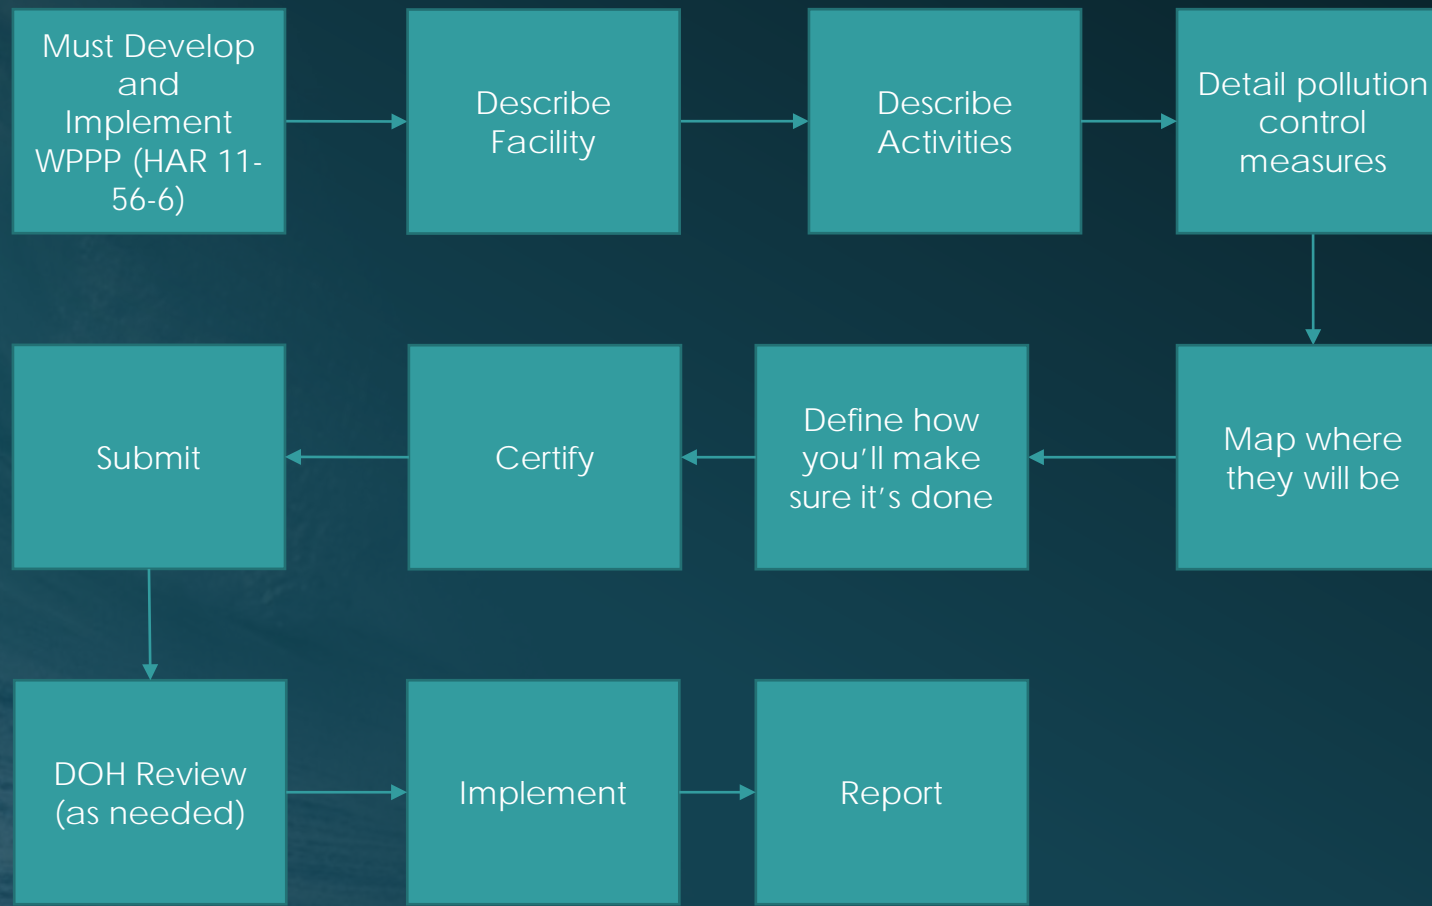 Must Develop
and
Implement
WPPP (HAR 11-
56-6)
Describe
Facility
Describe
Activities
Detail pollution
control
measures
Map where
they will be
Define how
you’ll make
sure it’s done
Certify
Submit
DOH Review
(as needed)
Implement
Report